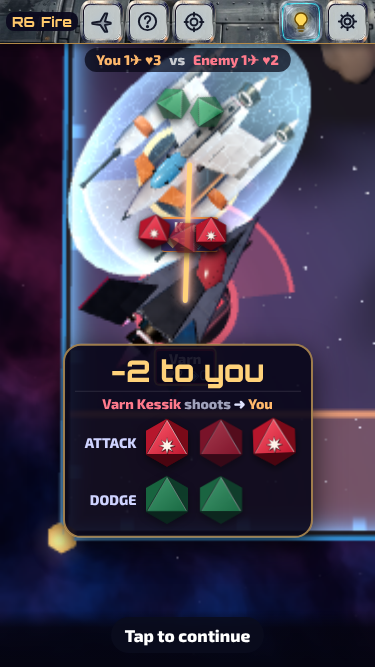 R6 Fire
You 1✈ ♥3 vs Enemy 1✈ ♥2
-2 to you
Varn Kessik shoots ➔ You
ATTACK
DODGE
Tap to continue